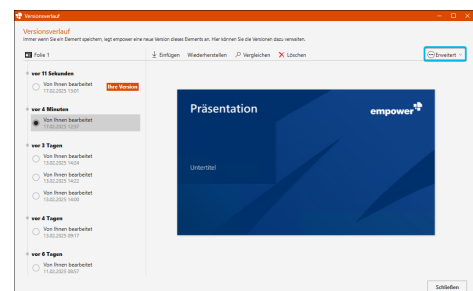 Versionsverlauf
Versionsverlauf
Immer wenn Sie ein Element speichern, legt empower eine neue Version dieses Elements an. Hier können Sie die Versionen dazu verwalten.
Folie 1
Einfügen Wiederherstellen Vergleichen Löschen Erweitert
vor 11 Sekunden
Von Ihnen bearbeitet
17.02.2025 13:01
Ihre Version
vor 4 Minuten
Von Ihnen bearbeitet
17.02.2025 12:57
vor 3 Tagen
Von Ihnen bearbeitet
13.02.2025 14:24
Von Ihnen bearbeitet
13.02.2025 14:22
Von Ihnen bearbeitet
13.02.2025 14:20
vor 4 Tagen
Von Ihnen bearbeitet
13.02.2025 09:17
vor 6 Tagen
Von Ihnen bearbeitet
11.02.2025 08:57
Präsentation
empower
Untertitel
Schließen